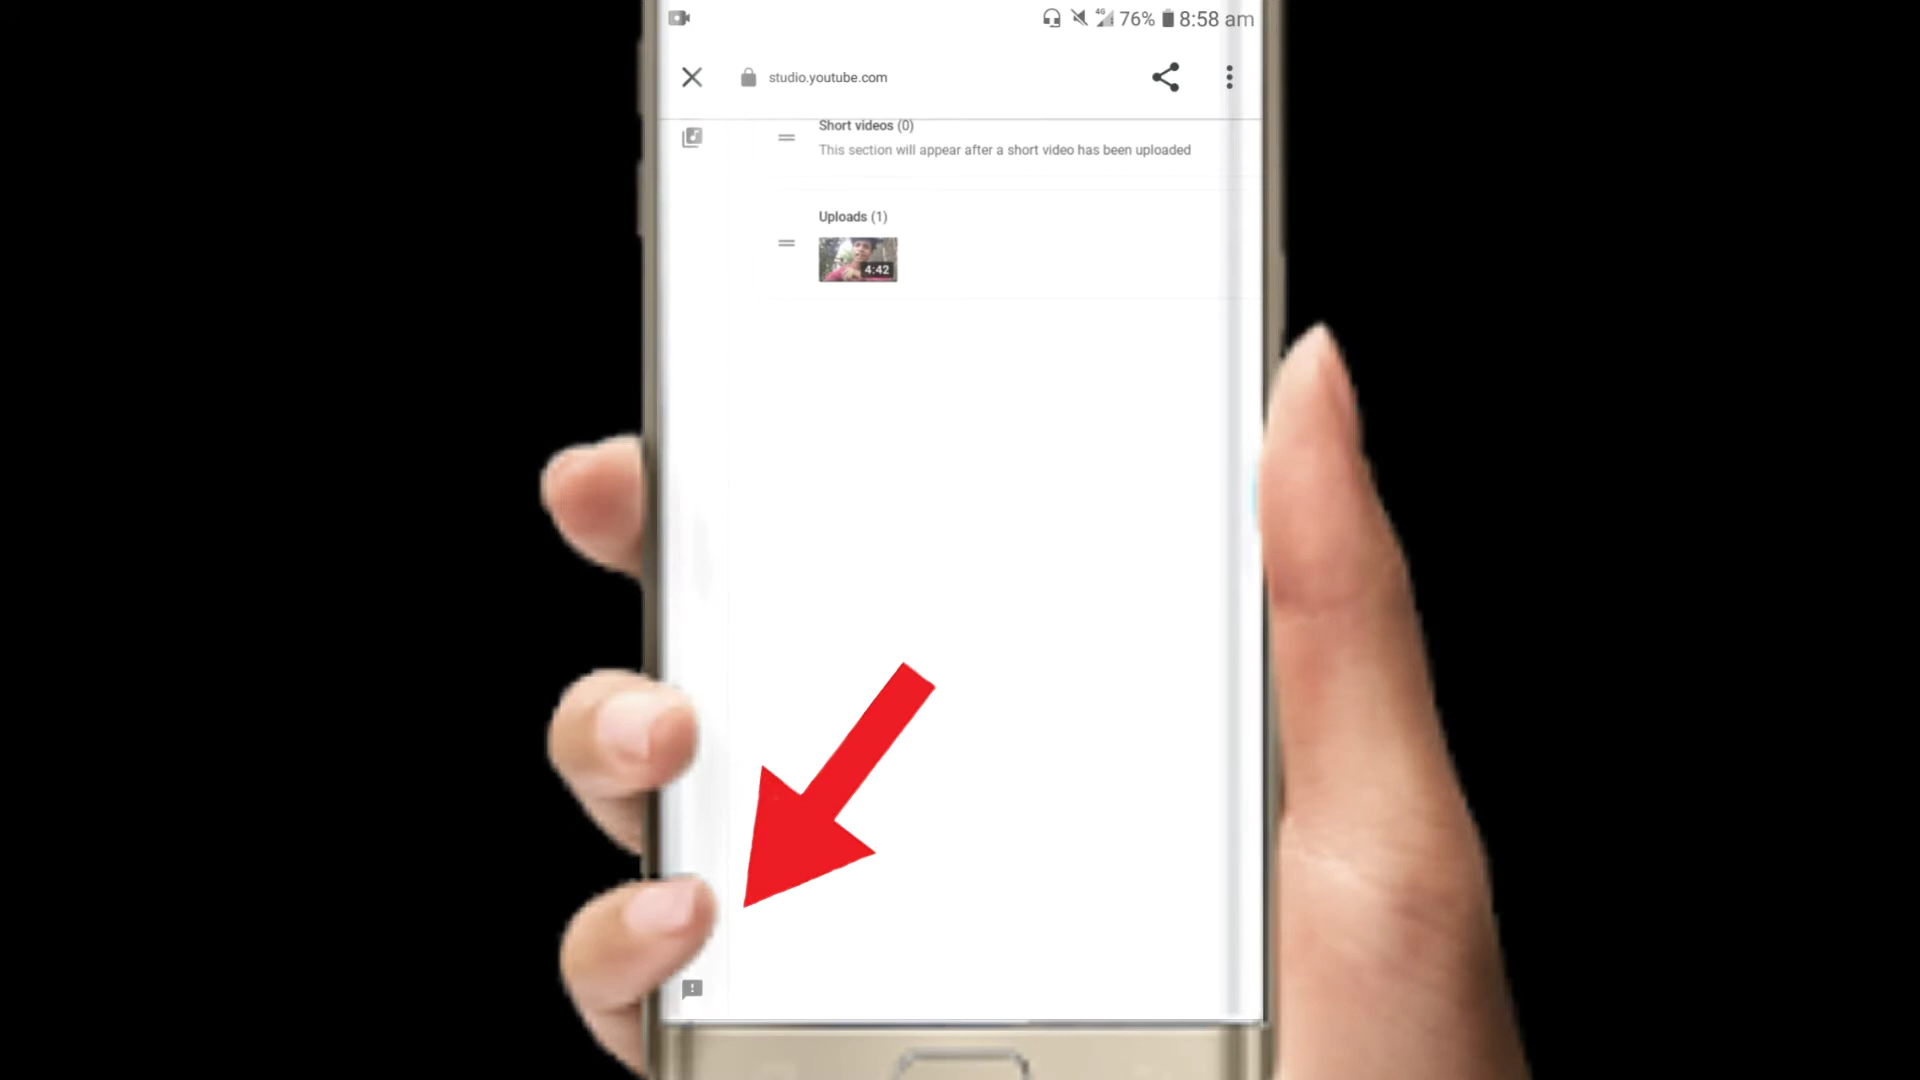 4G 76% 8:58 am
studio.youtube.com
Short videos (0)
This section will appear after a short video has been uploaded
Uploads (1)
4:42